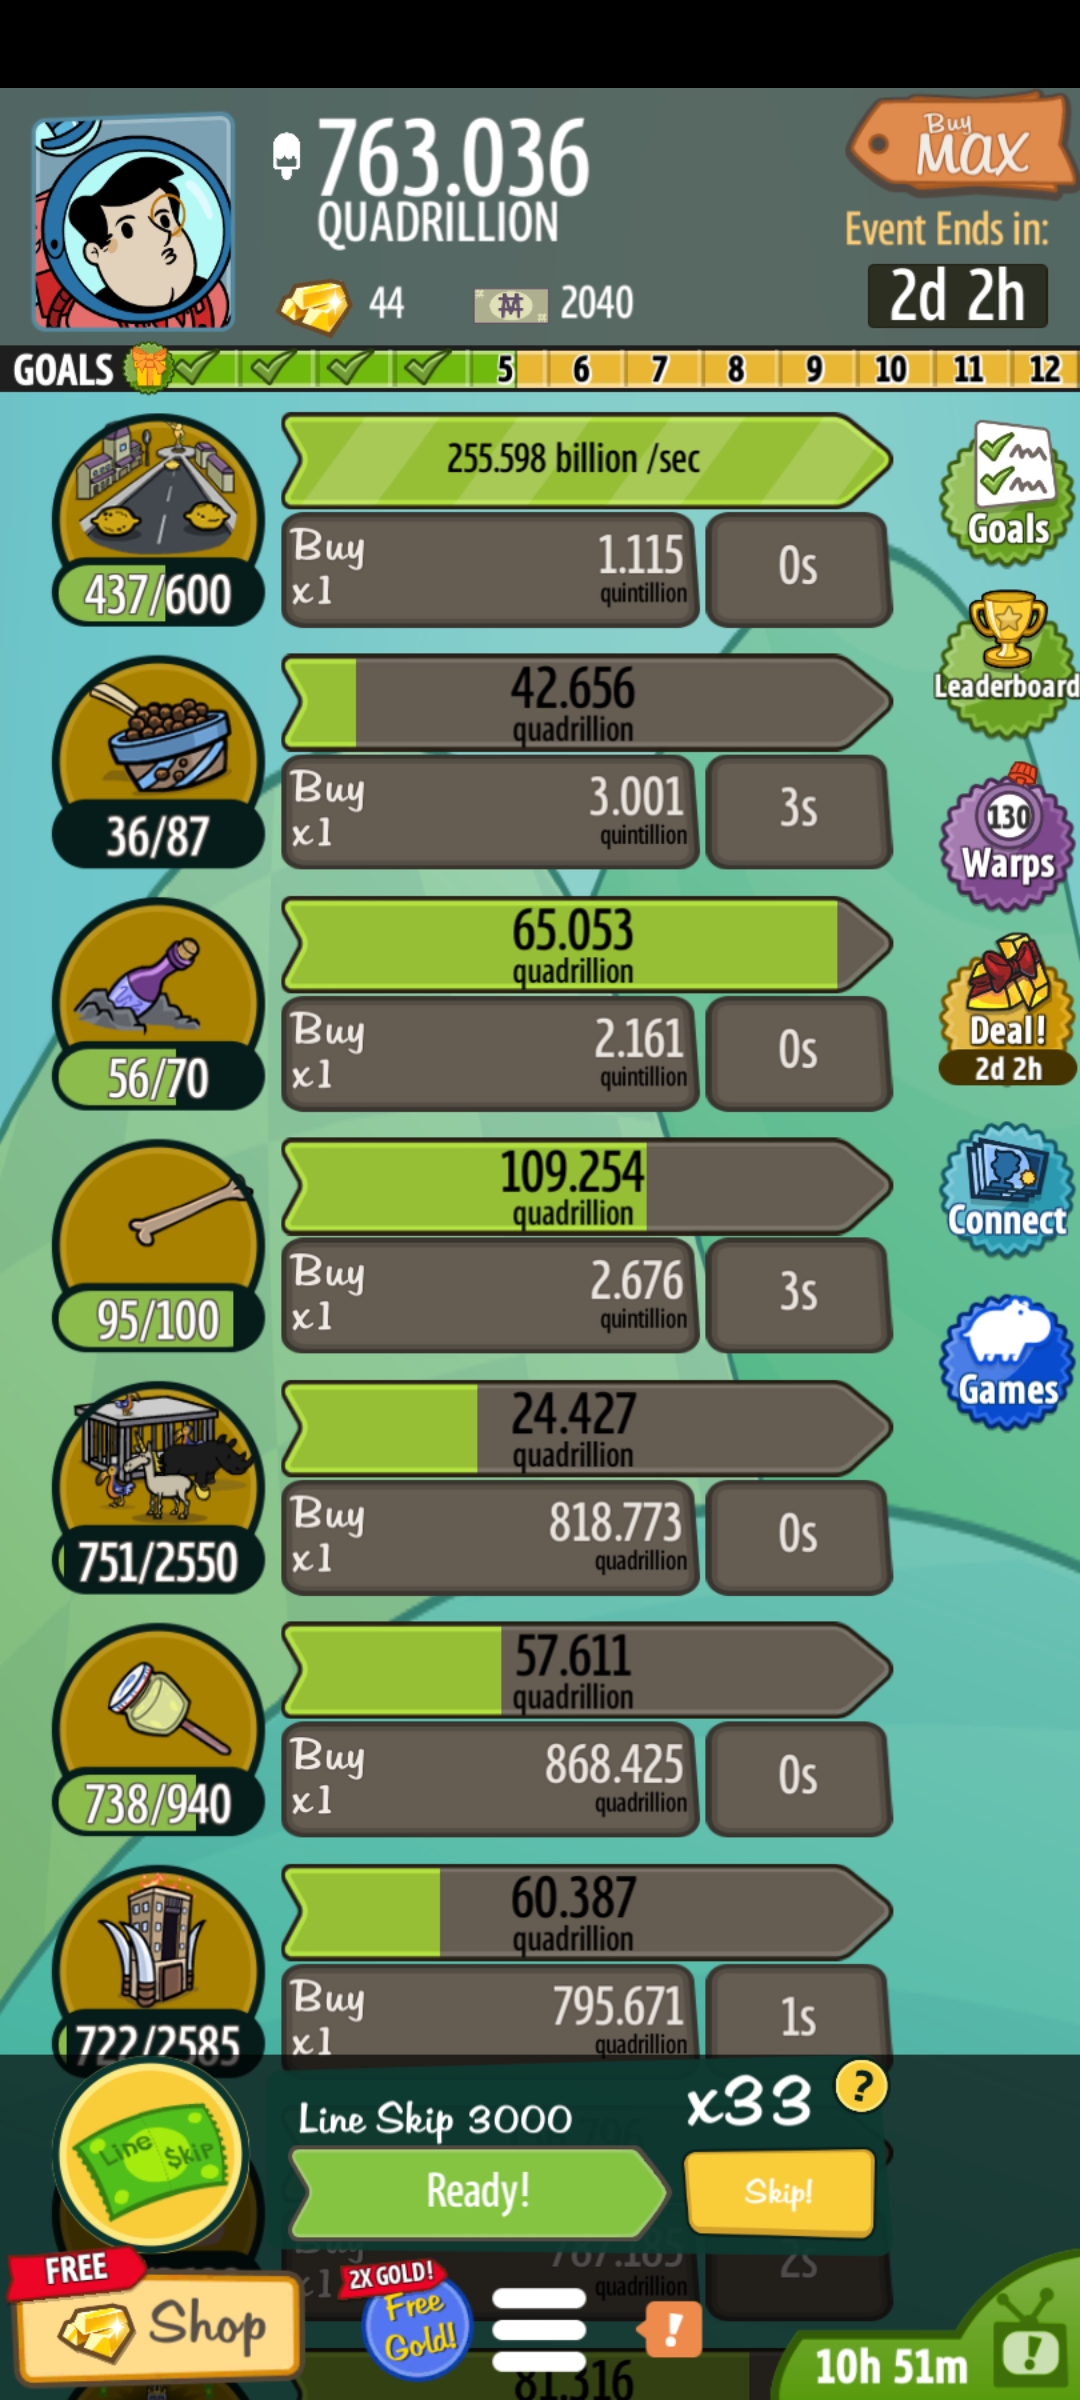 763.036
QUADRILLION
Buy
MAX
Event Ends in:
2d 2h
44
2040
GOALS 5 6 7 8 9 10 11 12
255.598 billion /sec
Buy
x1
1.115
quintillion
0s
437/600
Goals
Leaderboard
42.656
quadrillion
Buy
x1
3.001
quintillion
3s
36/87
130
Warps
65.053
quadrillion
Buy
x1
2.161
quintillion
0s
56/70
Deal!
2d 2h
109.254
quadrillion
Buy
x1
2.676
quintillion
3s
95/100
Connect
Games
24.427
quadrillion
Buy
x1
818.773
quadrillion
0s
751/2550
57.611
quadrillion
Buy
x1
868.425
quadrillion
0s
738/940
60.387
quadrillion
Buy
x1
795.671
quadrillion
1s
722/2585
Line Skip
Line Skip 3000
x33
?
Ready!
Skip!
quadrillion
2s
FREE
Shop
2X GOLD!
Free
Gold!
!
10h 51m
!
81.316